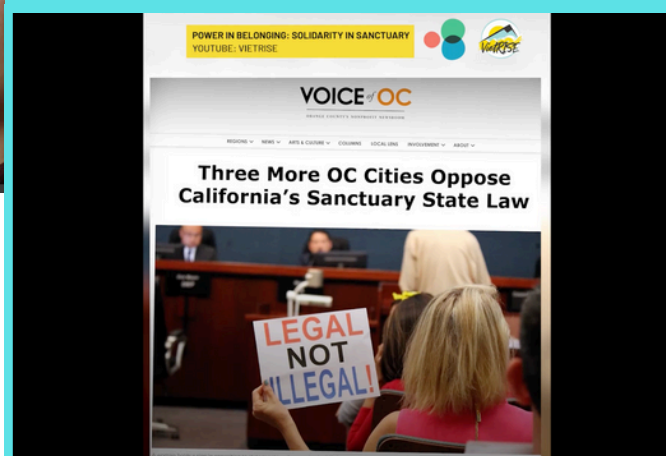 POWER IN BELONGING: SOLIDARITY IN SANCTUARY
YOUTUBE: VIETRISE
VietRISE
VOICE of OC
ORANGE COUNTY'S NONPROFIT NEWSROOM
REGIONS NEWS ARTS & CULTURE COLUMNS LOCAL LENS INVOLVEMENT ABOUT
Three More OC Cities Oppose
California's Sanctuary State Law
LEGAL
NOT
ILLEGAL!